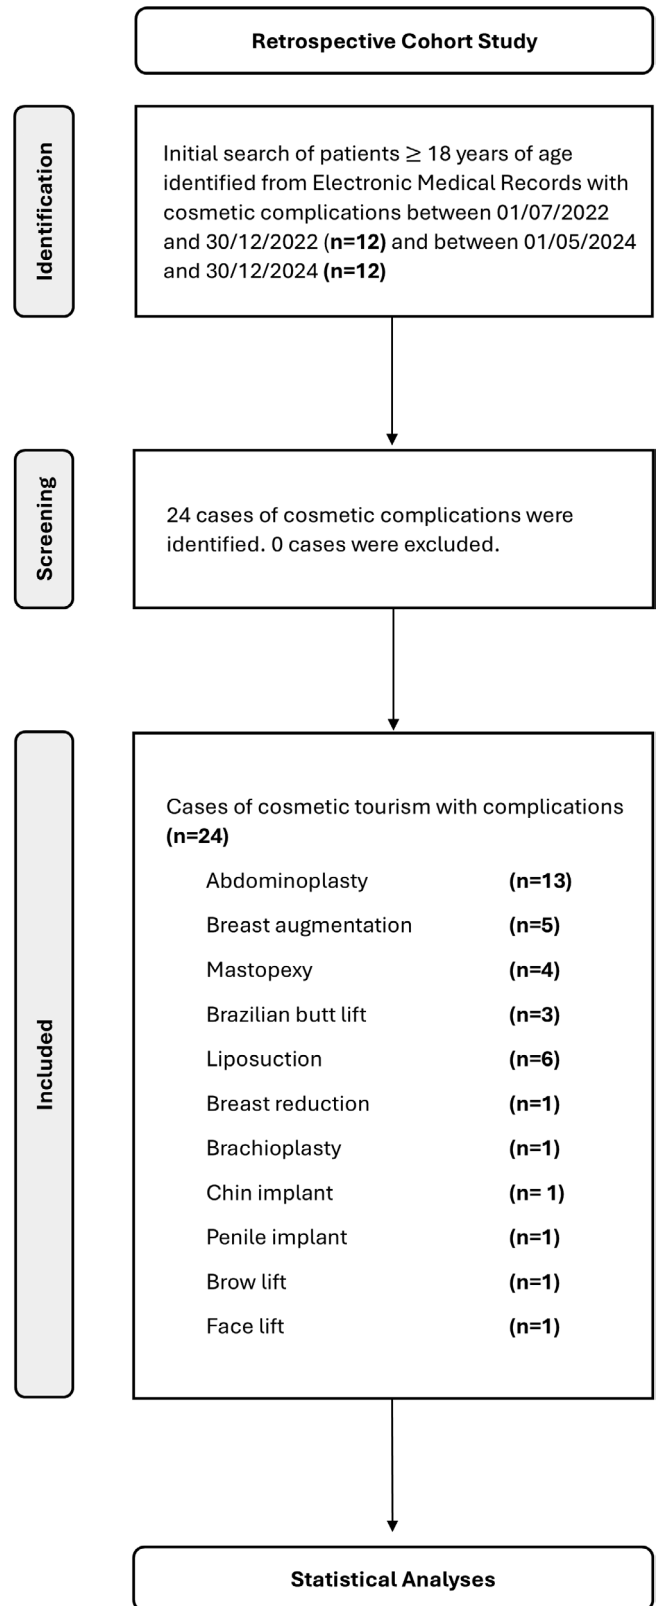 Retrospective Cohort Study
Identification
Initial search of patients ≥ 18 years of age
identified from Electronic Medical Records with
cosmetic complications between 01/07/2022
and 30/12/2022 (n=12) and between 01/05/2024
and 30/12/2024 (n=12)
Screening
24 cases of cosmetic complications were
identified. 0 cases were excluded.
Included
Cases of cosmetic tourism with complications
(n=24)
Abdominoplasty (n=13)
Breast augmentation (n=5)
Mastopexy (n=4)
Brazilian butt lift (n=3)
Liposuction (n=6)
Breast reduction (n=1)
Brachioplasty (n=1)
Chin implant (n= 1)
Penile implant (n=1)
Brow lift (n=1)
Face lift (n=1)
Statistical Analyses